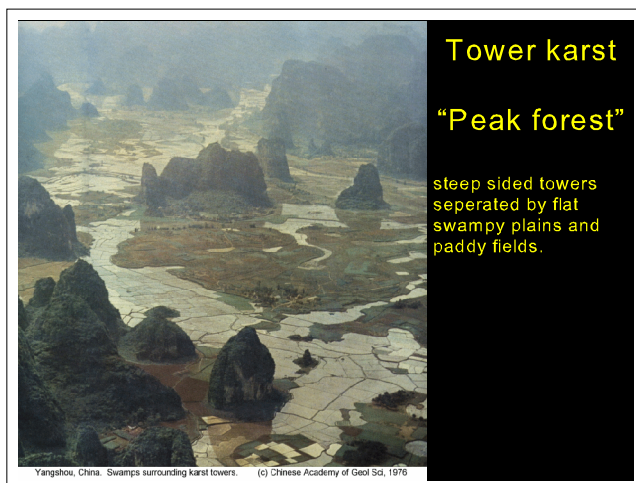 Tower karst
“Peak forest”
steep sided towers
seperated by flat
swampy plains and
paddy fields.
Yangshou, China. Swamps surrounding karst towers. (c) Chinese Academy of Geol Sci, 1976